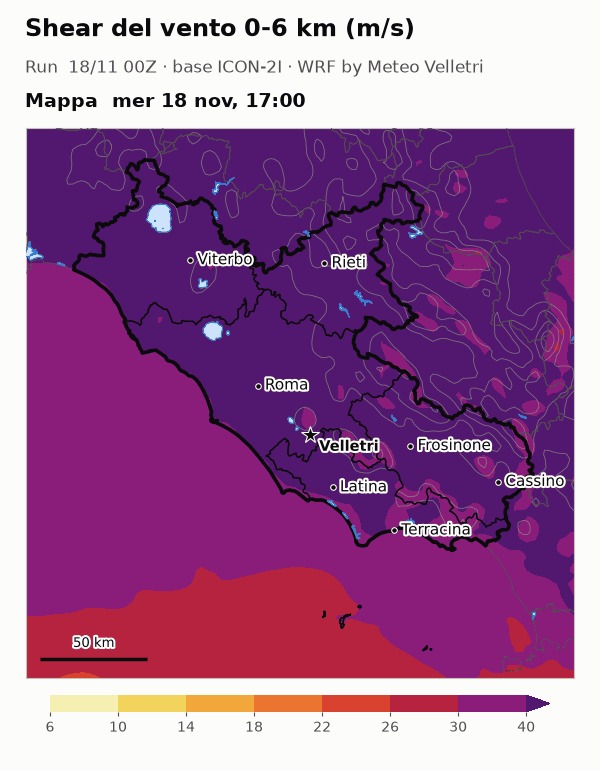 Shear del vento 0-6 km (m/s)
Run  18/11 00Z · base ICON-2I · WRF by Meteo Velletri
Mappa  mer 18 nov, 17:00
Viterbo
Rieti
Roma
Velletri
Frosinone
Cassino
Latina
Terracina
50 km
6 10 14 18 22 26 30 40